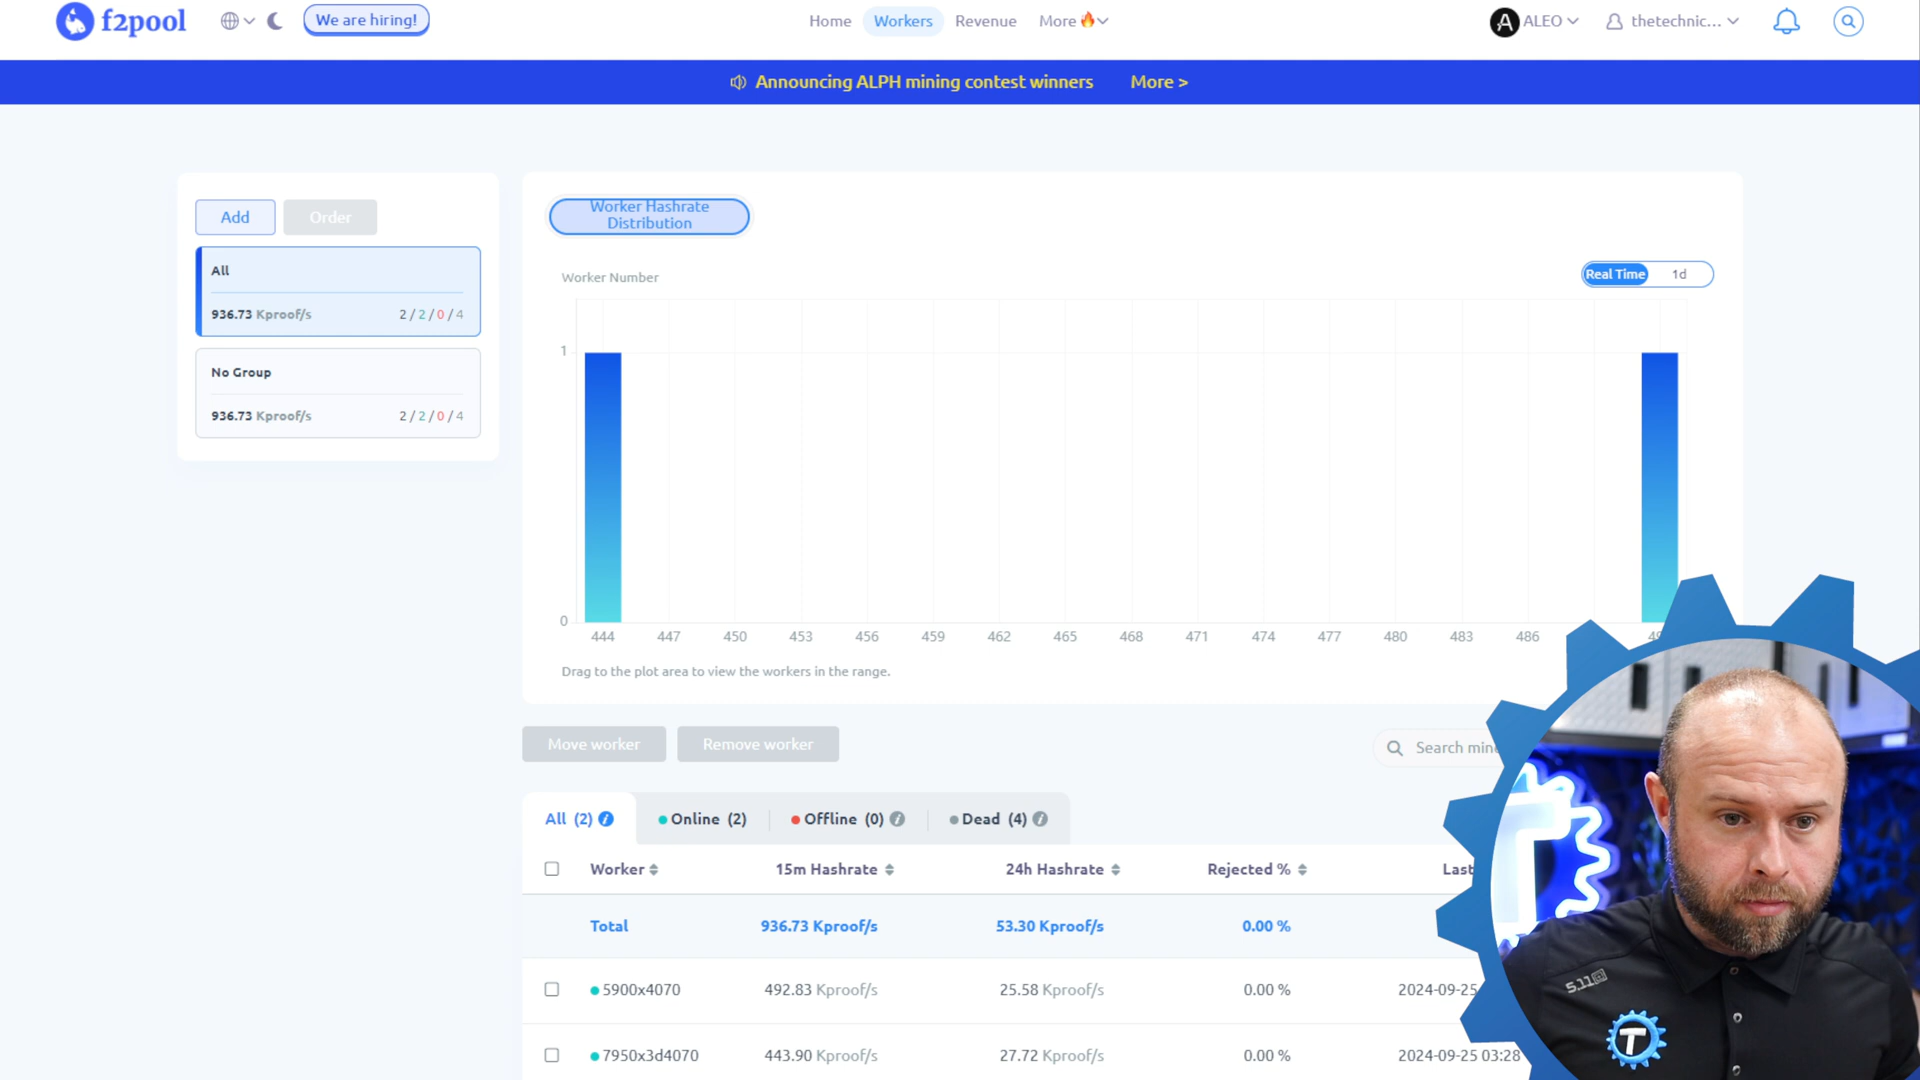 f2pool
We are hiring!
Home
Workers
Revenue
More
ALEO
thetechnic...
Announcing ALPH mining contest winners
More >
Add
Order
All
936.73 Kproof/s
2 / 2 / 0 / 4
No Group
936.73 Kproof/s
2 / 2 / 0 / 4
Worker Hashrate
Distribution
Worker Number
Real Time
1d
1
0
444
447
450
453
456
459
462
465
468
471
474
477
480
483
486
Drag to the plot area to view the workers in the range.
Move worker
Remove worker
Search
All (2)
Online (2)
Offline (0)
Dead (4)
Worker
15m Hashrate
24h Hashrate
Rejected %
Last
Total
936.73 Kproof/s
53.30 Kproof/s
0.00 %
5900x4070
492.83 Kproof/s
25.58 Kproof/s
0.00 %
2024-09-25
7950x3d4070
443.90 Kproof/s
27.72 Kproof/s
0.00 %
2024-09-25 03:28
5.11
T